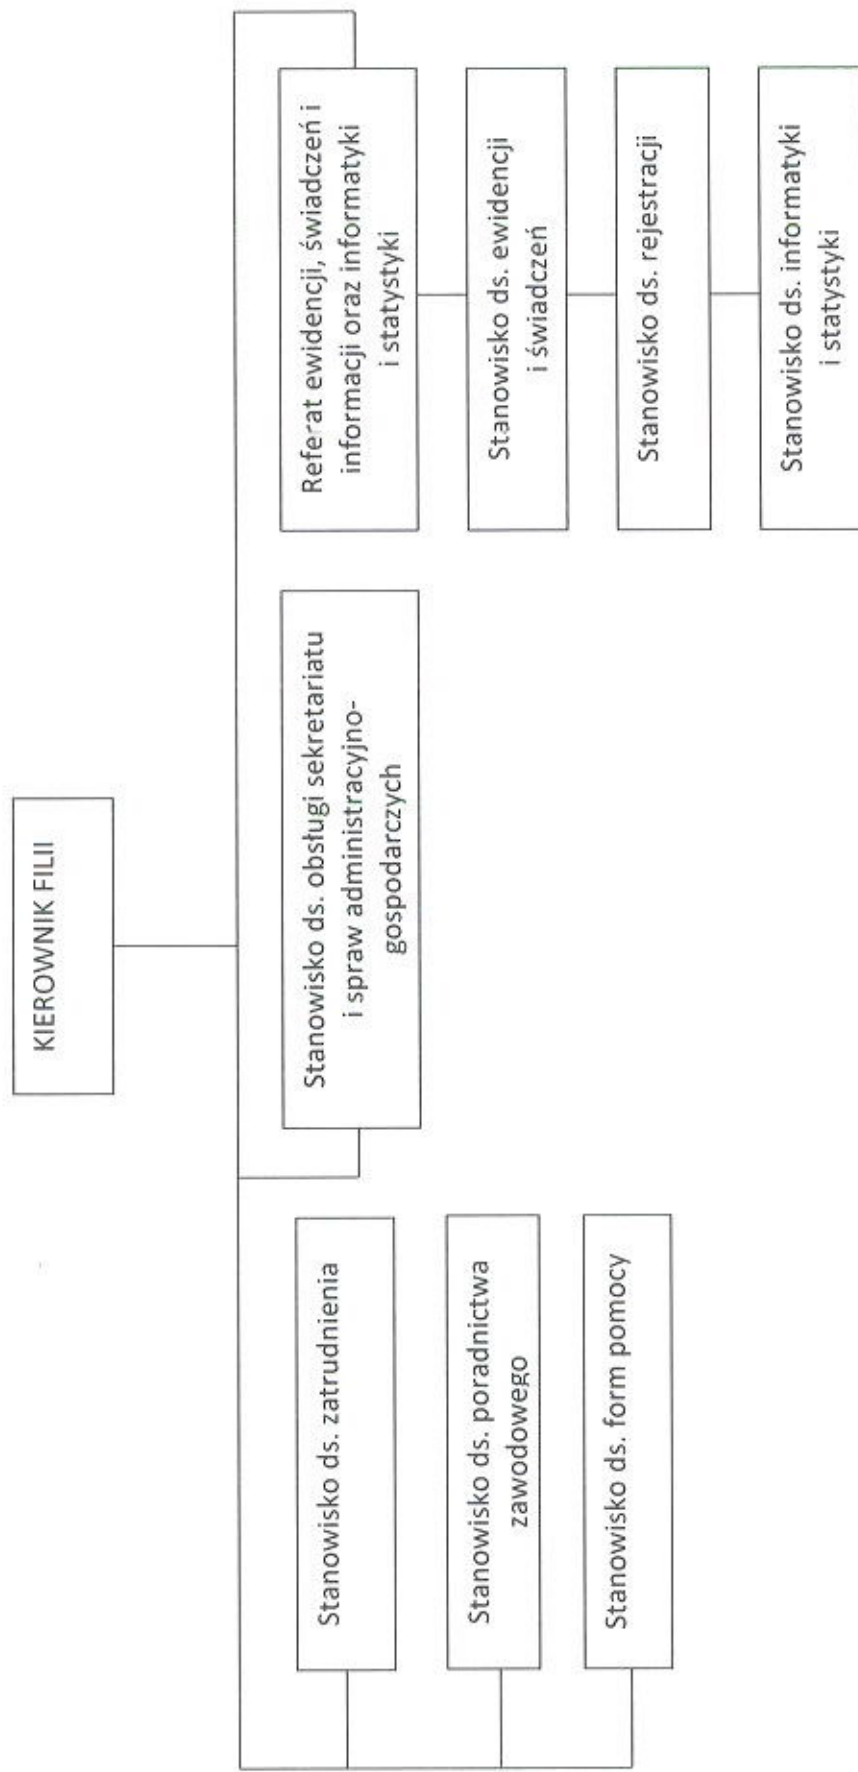 KIEROWNIK FILII
Stanowisko ds. zatrudnienia
Stanowisko ds. poradnictwa
zawodowego
Stanowisko ds. form pomocy
Stanowisko ds. obsługi sekretariatu
i spraw administracyjno-
gospodarczych
Referat ewidencji, świadczeń i
informacji oraz informatyki
i statystyki
Stanowisko ds. ewidencji
i świadczeń
Stanowisko ds. rejestracji
Stanowisko ds. informatyki
i statystyki